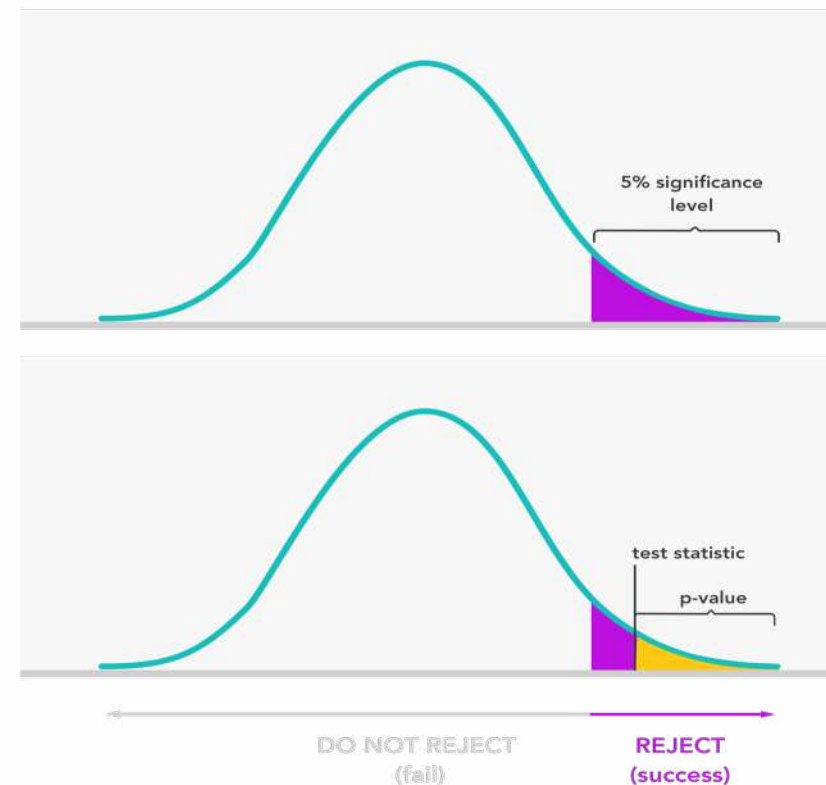 5% significance
level
test statistic
p-value
DO NOT REJECT
(fail)
REJECT
(success)